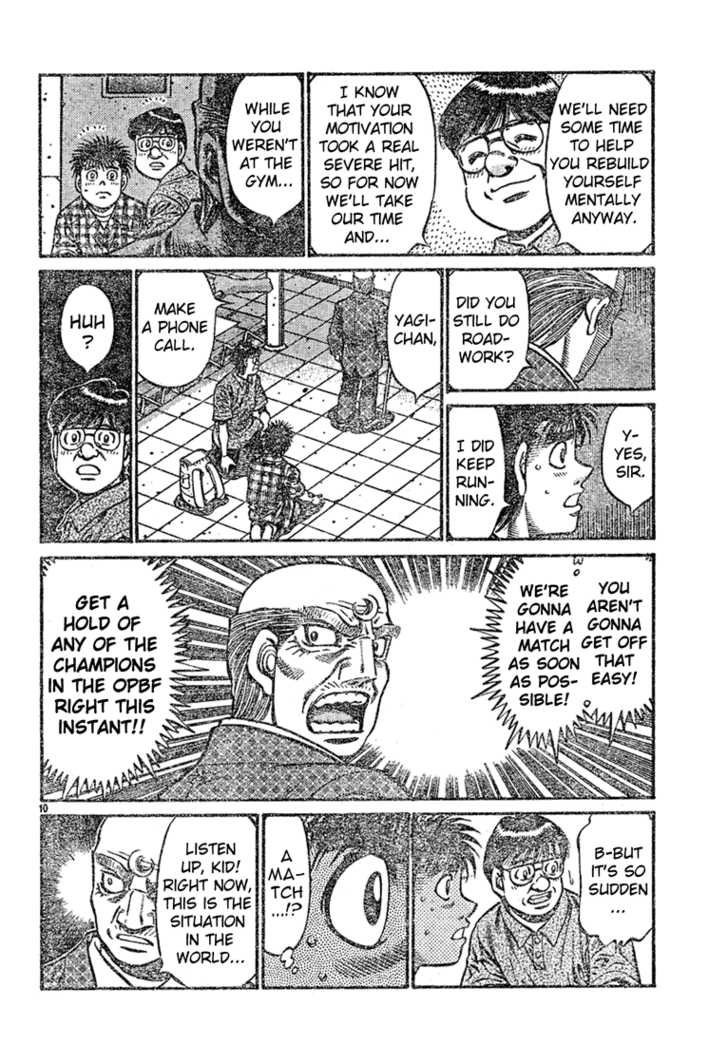 WE'LL NEED
SOME TIME
TO HELP
YOU REBUILD
YOURSELF
MENTALLY
ANYWAY.
I KNOW
THAT YOUR
MOTIVATION
TOOK A REAL
SEVERE HIT,
SO FOR NOW
WE'LL TAKE
OUR TIME
AND...
WHILE
YOU
WEREN'T
AT THE
GYM...
DID YOU
STILL DO
ROAD-
WORK?
Y-
YES,
SIR.
I DID
KEEP
RUN-
NING.
YAGI-
CHAN,
MAKE
A PHONE
CALL.
HUH
?
YOU
AREN'T
GONNA
GET OFF
THAT
EASY!
WE'RE
GONNA
HAVE A
MATCH
AS SOON
AS POS-
SIBLE!
GET A
HOLD OF
ANY OF THE
CHAMPIONS
IN THE OPBF
RIGHT THIS
INSTANT!!
10
B-BUT
IT'S SO
SUDDEN
...
A
MA-
TCH
...!?
LISTEN
UP, KID!
RIGHT NOW,
THIS IS THE
SITUATION
IN THE
WORLD...